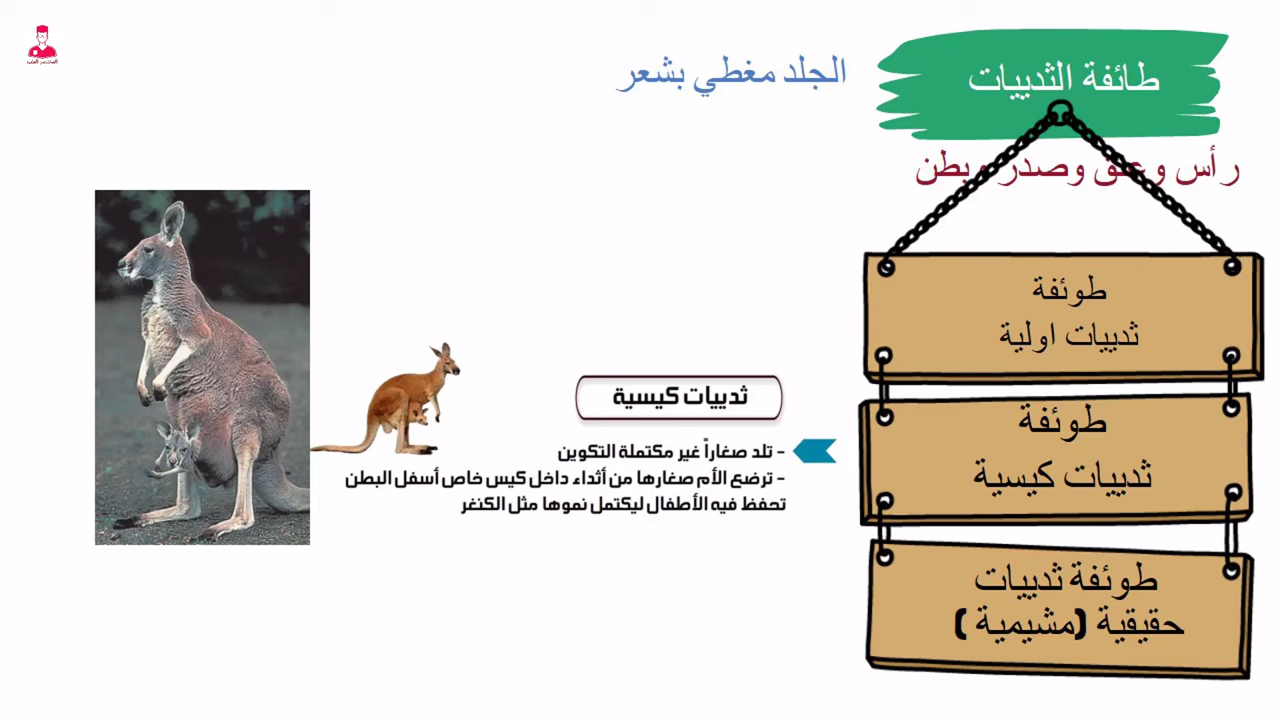 طائفة الثدييات
الجلد مغطي بشعر
رأس وعنق وصدر وبطن
طوئفة
ثدييات اولية
طوئفة
ثدييات كيسية
طوئفة ثدييات
حقيقية (مشيمية )
ثدييات كيسية
- تلد صغاراً غير مكتملة التكوين
- ترضع الأم صغارها من أثداء داخل كيس خاص أسفل البطن
تحفظ فيه الأطفال ليكتمل نموها مثل الكنغر